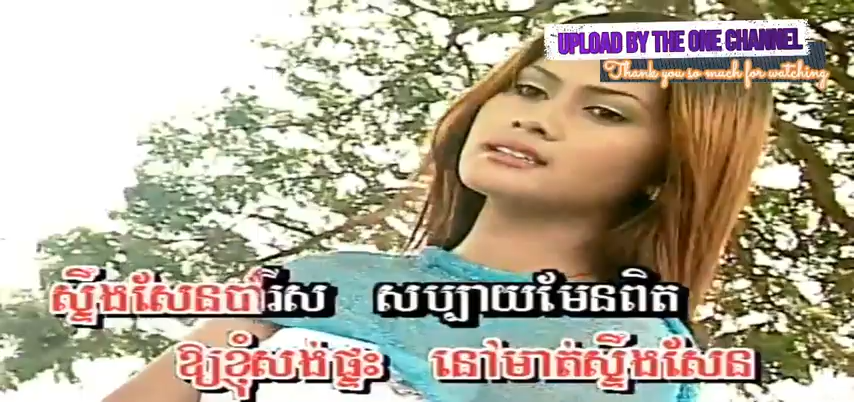 UPLOAD BY THE ONE CHANNEL
Thank you so much for watching
ស្ទឹងសែនបារីស សប្បាយមែនពិត
ឱ្យខ្ញុំសង់ផ្ទះ នៅមាត់ស្ទឹងសែន